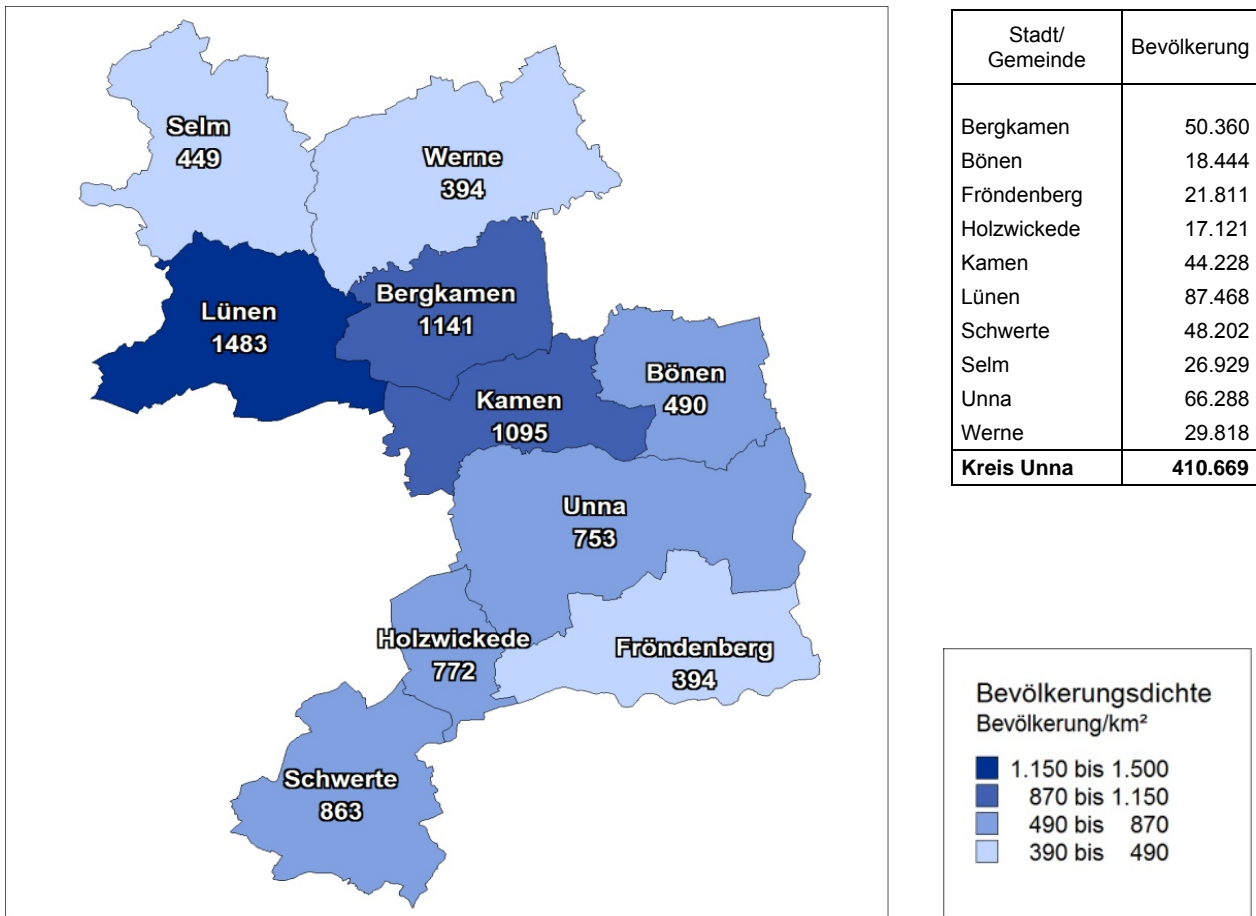 Selm
449
Werne
394
Lünen
1483
Bergkamen
1141
Bönen
490
Kamen
1095
Unna
753
Holzwickede
772
Fröndenberg
394
Schwerte
863
Stadt/
Gemeinde Bevölkerung
Bergkamen 50.360
Bönen 18.444
Fröndenberg 21.811
Holzwickede 17.121
Kamen 44.228
Lünen 87.468
Schwerte 48.202
Selm 26.929
Unna 66.288
Werne 29.818
Kreis Unna 410.669
Bevölkerungsdichte
Bevölkerung/km²
1.150 bis 1.500
870 bis 1.150
490 bis 870
390 bis 490